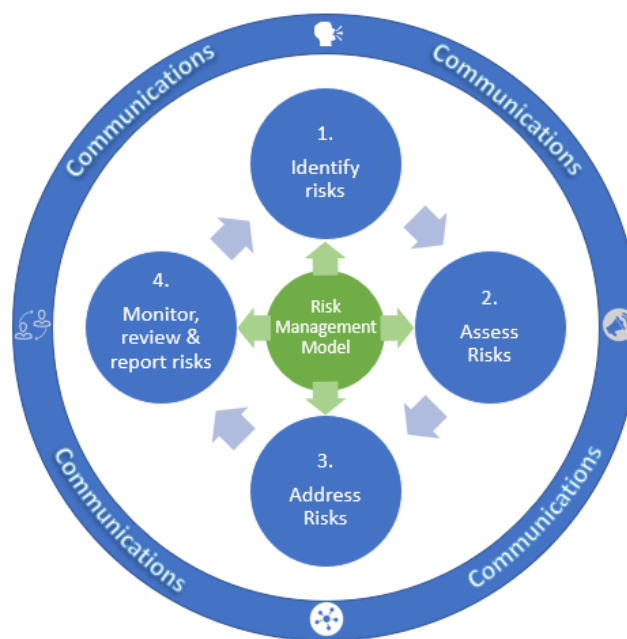 Communications
Communications
1.
Identify
risks
4.
Monitor,
review &
report risks
Risk
Management
Model
2.
Assess
Risks
3.
Address
Risks
Communications
Communications